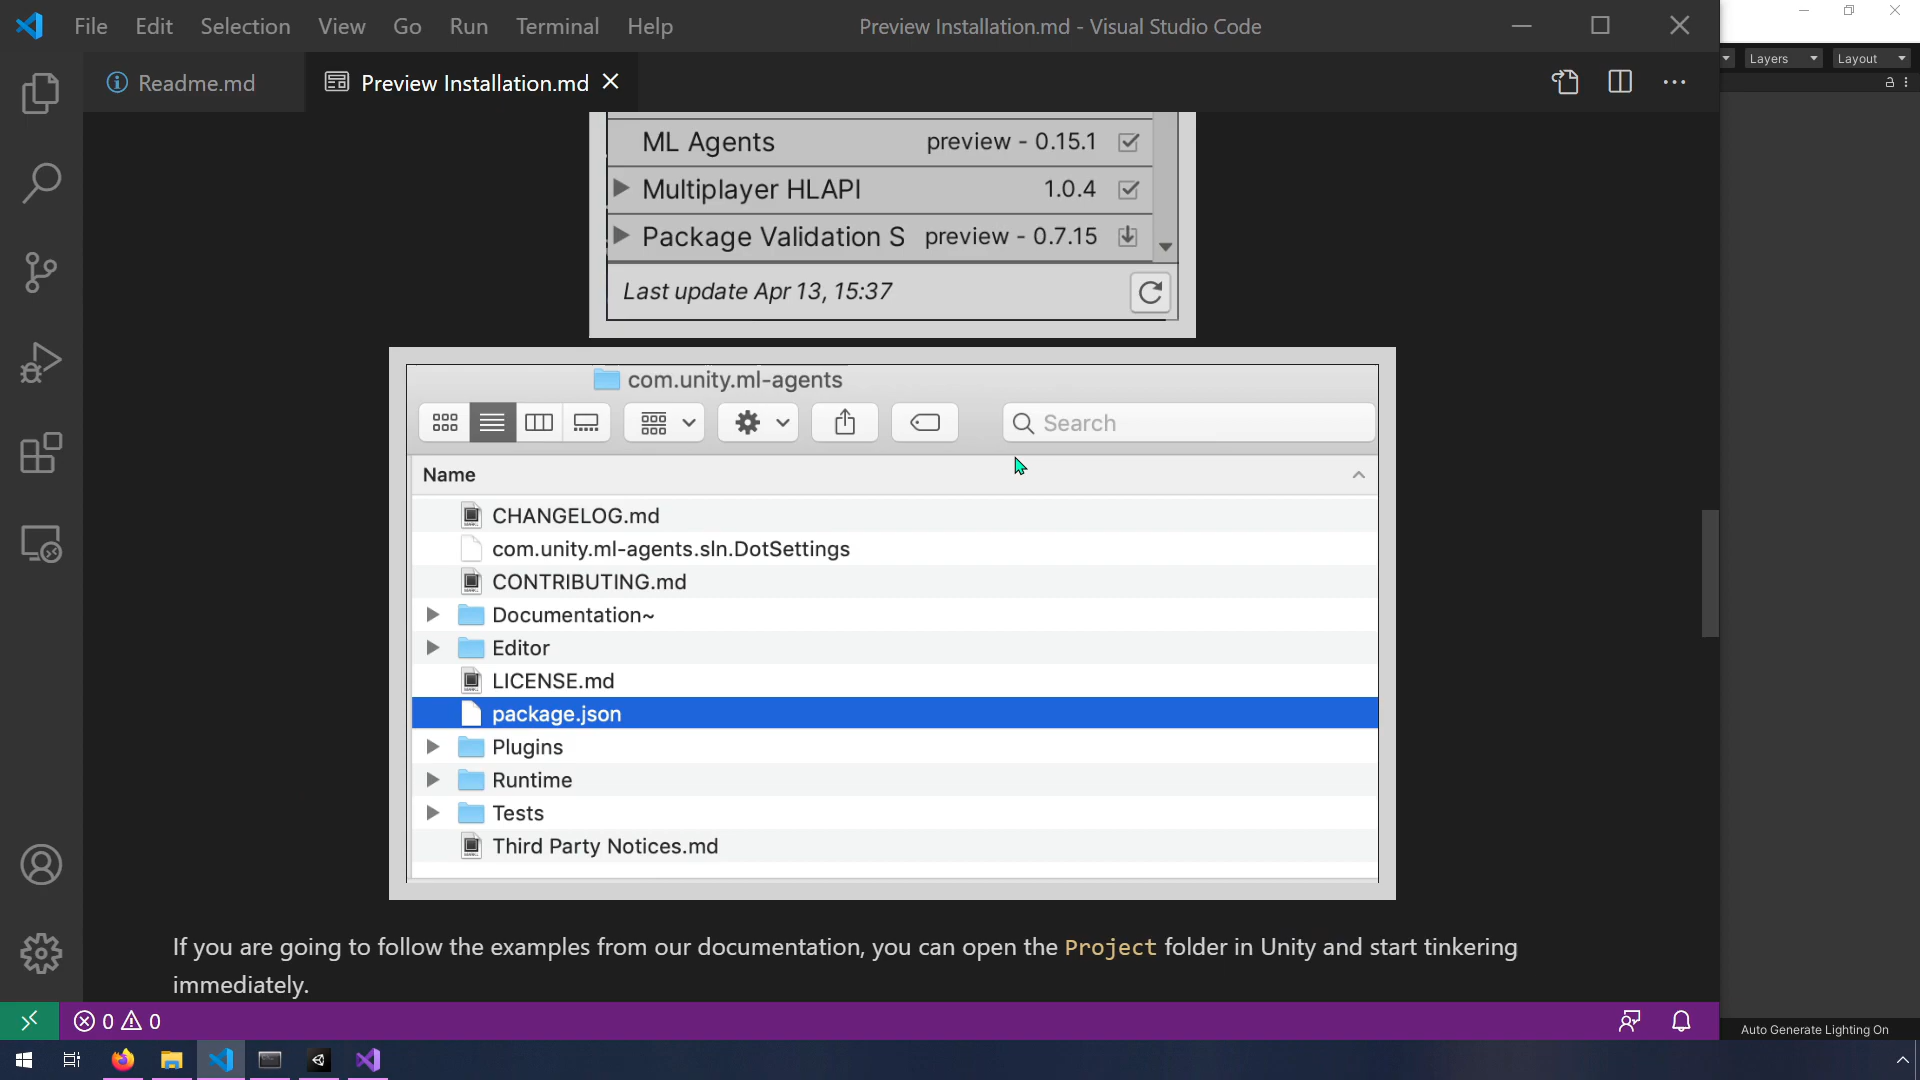 File Edit Selection View Go Run Terminal Help Preview Installation.md - Visual Studio Code
Layers Layout
Readme.md Preview Installation.md
ML Agents preview - 0.15.1
Multiplayer HLAPI 1.0.4
Package Validation S preview - 0.7.15
Last update Apr 13, 15:37
com.unity.ml-agents
Search
Name
CHANGELOG.md
com.unity.ml-agents.sln.DotSettings
CONTRIBUTING.md
Documentation~
Editor
LICENSE.md
package.json
Plugins
Runtime
Tests
Third Party Notices.md
If you are going to follow the examples from our documentation, you can open the Project folder in Unity and start tinkering
immediately.
0 0
Auto Generate Lighting On